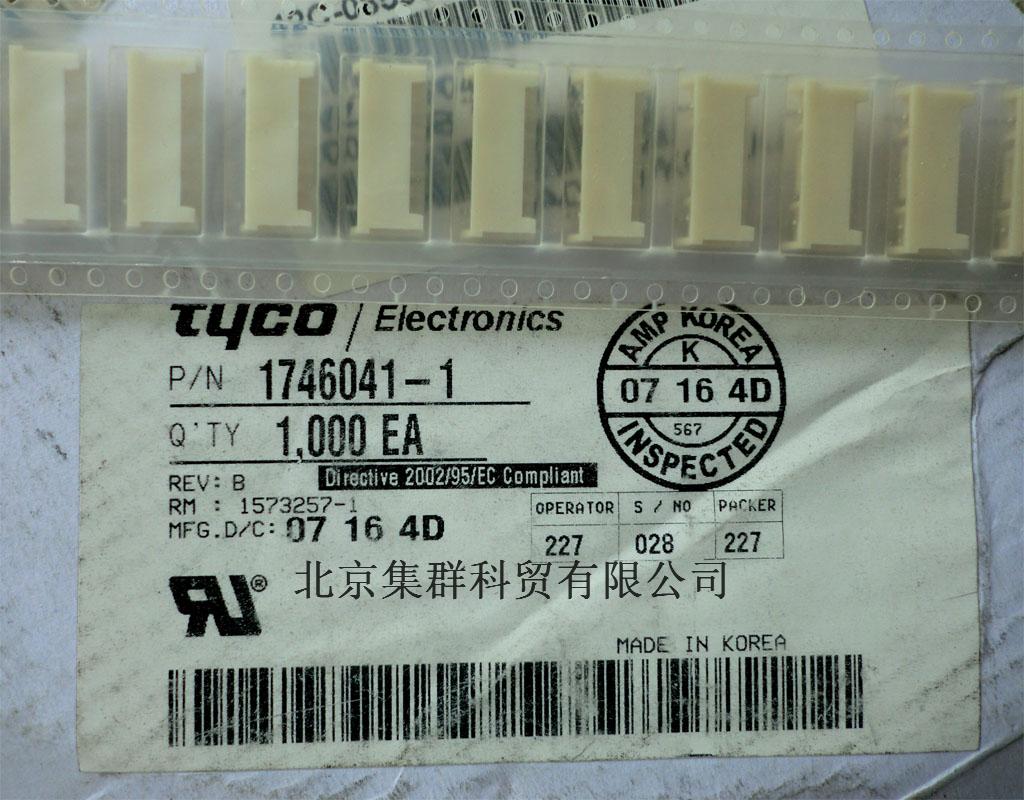 tyco / Electronics
P/N 1746041-1
Q'TY 1,000 EA
Directive 2002/95/EC Compliant
REV: B
RM : 1573257-1
MFG.D/C: 07 16 4D
AMP KOREA
K
07 16 4D
567
INSPECTED
OPERATOR S / NO PACKER
227 028 227
北京集群科贸有限公司
RU®
MADE IN KOREA